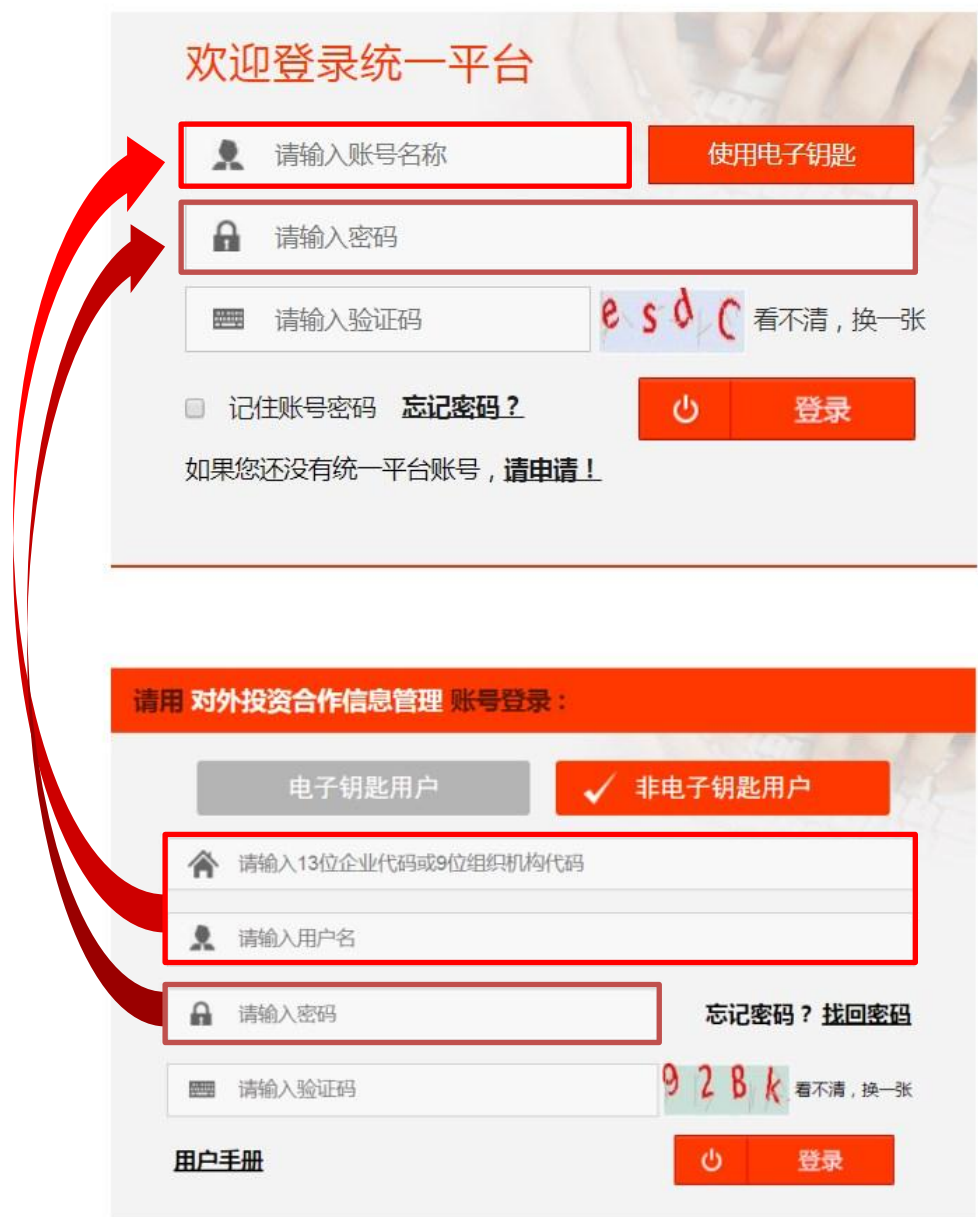 欢迎登录统一平台
请输入账号名称
使用电子钥匙
请输入密码
请输入验证码
esdC
看不清，换一张
记住账号密码 忘记密码？
登录
如果您还没有统一平台账号，请申请！
请用 对外投资合作信息管理 账号登录：
电子钥匙用户
非电子钥匙用户
请输入13位企业代码或9位组织机构代码
请输入用户名
请输入密码
忘记密码？找回密码
请输入验证码
92Bk
看不清，换一张
用户手册
登录